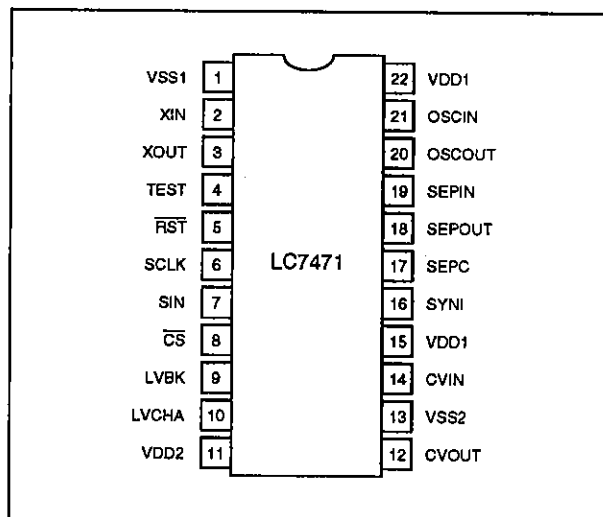 VSS1 1 22 VDD1
XIN 2 21 OSCIN
XOUT 3 20 OSCOUT
TEST 4 19 SEPIN
R̅S̅T̅ 5 18 SEPOUT
SCLK 6 LC7471 17 SEPC
SIN 7 16 SYNI
C̅S̅ 8 15 VDD1
LVBK 9 14 CVIN
LVCHA 10 13 VSS2
VDD2 11 12 CVOUT